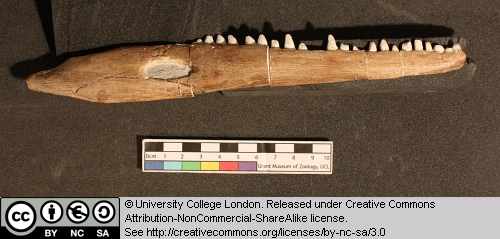 0cm 1 2 3 4 5 6 7 8 9 10
Grant Museum of Zoology, UCL
© University College London. Released under Creative Commons
Attribution-NonCommercial-ShareAlike license.
See http://creativecommons.org/licenses/by-nc-sa/3.0
CC BY NC SA